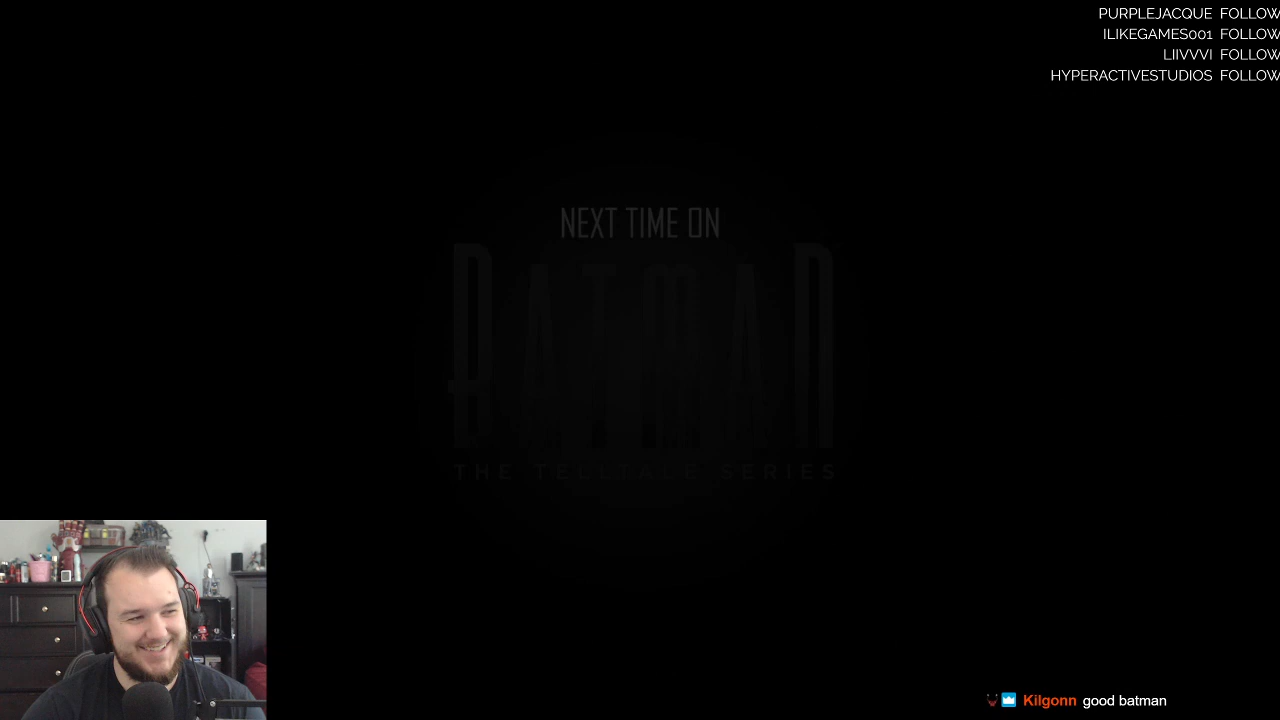 PURPLEJACQUE FOLLOW
ILIKEGAMES001 FOLLOW
LIIVVVI FOLLOW
HYPERACTIVESTUDIOS FOLLOW
NEXT TIME ON
BATMAN
THE TELLTALE SERIES
Kilgonn good batman